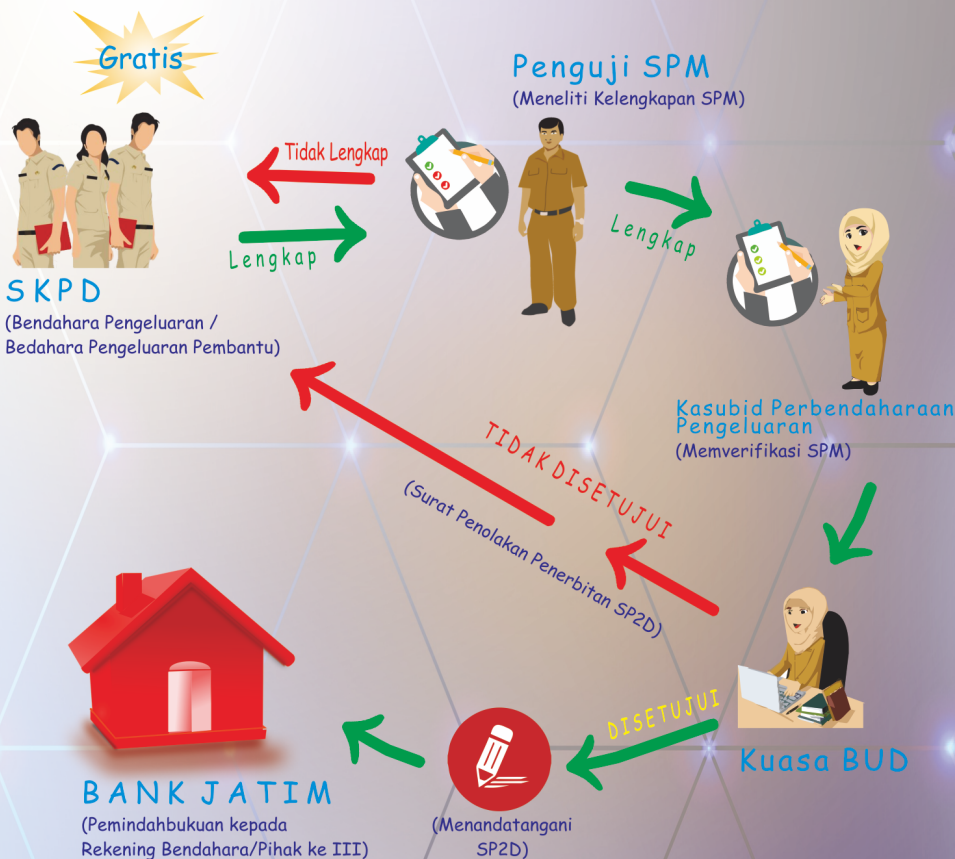 Gratis
Penguji SPM
(Meneliti Kelengkapan SPM)
Tidak Lengkap
Lengkap
Lengkap
SKPD
(Bendahara Pengeluaran /
Bedahara Pengeluaran Pembantu)
Kasubid Perbendaharaan
Pengeluaran
(Memverifikasi SPM)
TIDAK DISETUJUI
(Surat Penolakan Penerbitan SP2D)
DISETUJUI
Kuasa BUD
BANK JATIM
(Pemindahbukuan kepada
Rekening Bendahara/Pihak ke III)
(Menandatangani
SP2D)